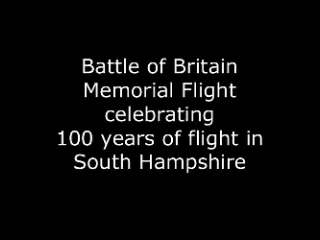 Battle of Britain
Memorial Flight
celebrating
100 years of flight in
South Hampshire